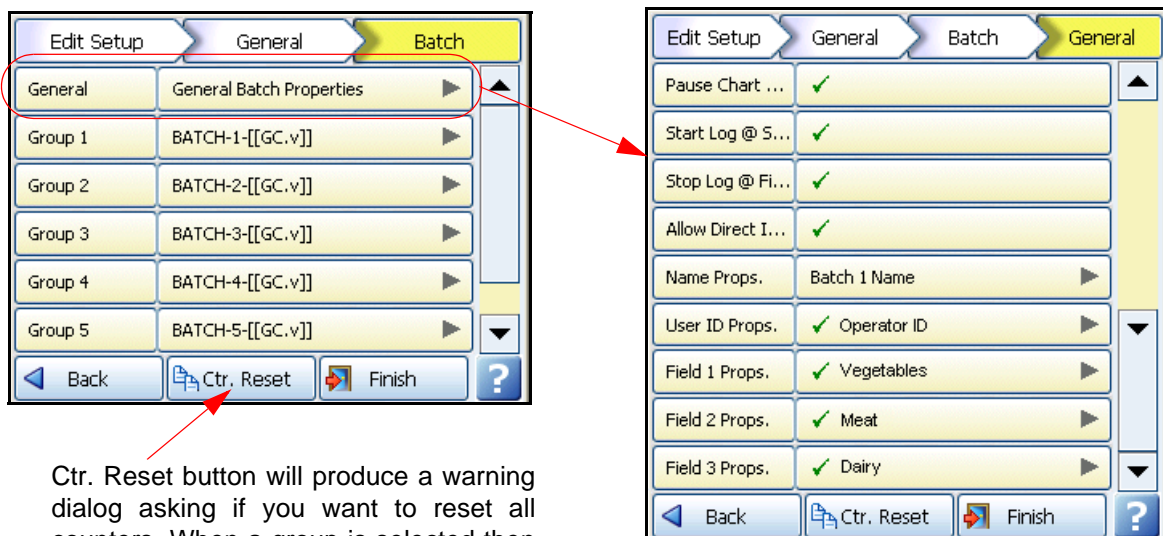 Edit Setup General Batch
General General Batch Properties
Group 1 BATCH-1-[[GC.v]]
Group 2 BATCH-2-[[GC.v]]
Group 3 BATCH-3-[[GC.v]]
Group 4 BATCH-4-[[GC.v]]
Group 5 BATCH-5-[[GC.v]]
Back Ctr. Reset Finish ?
Ctr. Reset button will produce a warning
dialog asking if you want to reset all
counters. When a group is selected then
Edit Setup General Batch General
Pause Chart ... ✓
Start Log @ S... ✓
Stop Log @ Fi... ✓
Allow Direct I... ✓
Name Props. Batch 1 Name
User ID Props. ✓ Operator ID
Field 1 Props. ✓ Vegetables
Field 2 Props. ✓ Meat
Field 3 Props. ✓ Dairy
Back Ctr. Reset Finish ?